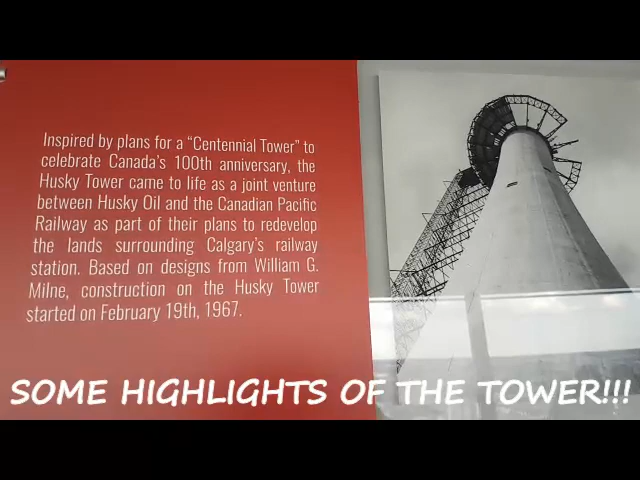 Inspired by plans for a "Centennial Tower" to
celebrate Canada's 100th anniversary, the
Husky Tower came to life as a joint venture
between Husky Oil and the Canadian Pacific
Railway as part of their plans to redevelop
the lands surrounding Calgary's railway
station. Based on designs from William G.
Milne, construction on the Husky Tower
started on February 19th, 1967.
SOME HIGHLIGHTS OF THE TOWER!!!